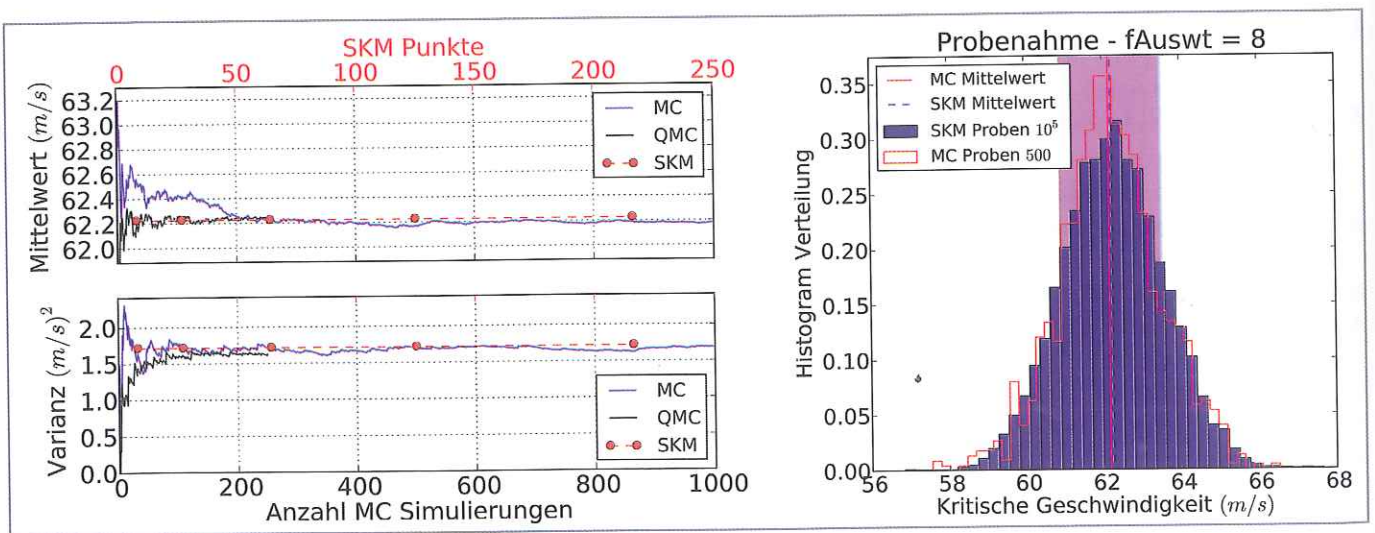 SKM Punkte
0 50 100 150 200 250
Mittelwert (m/s)
63.2
63.0
62.8
62.6
62.4
62.2
62.0
MC
QMC
SKM
Varianz (m/s)²
2.0
1.5
1.0
0.5
0.0
MC
QMC
SKM
0 200 400 600 800 1000
Anzahl MC Simulierungen
Probenahme - fAuswt = 8
Histogram Verteilung
0.35
0.30
0.25
0.20
0.15
0.10
0.05
0.00
MC Mittelwert
SKM Mittelwert
SKM Proben 10⁵
MC Proben 500
56 58 60 62 64 66 68
Kritische Geschwindigkeit (m/s)